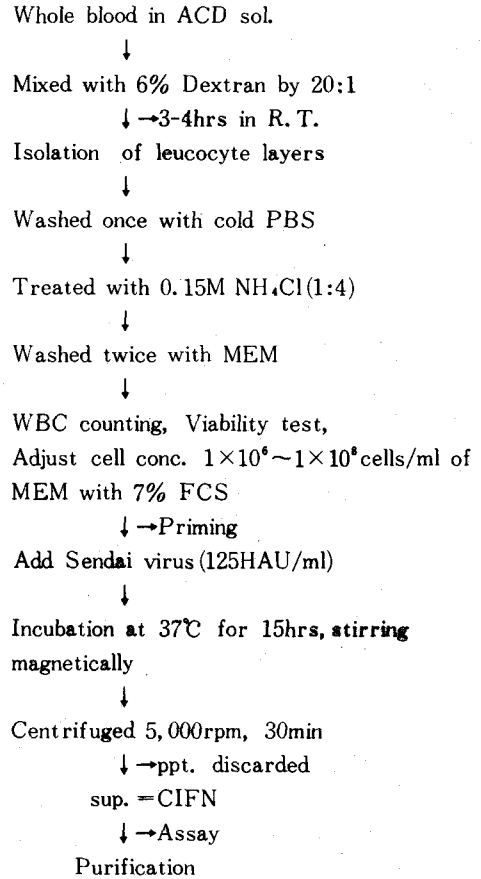 Whole blood in ACD sol.
↓
Mixed with 6% Dextran by 20:1
↓→3-4hrs in R. T.
Isolation of leucocyte layers
↓
Washed once with cold PBS
↓
Treated with 0.15M NH₄Cl(1:4)
↓
Washed twice with MEM
↓
WBC counting, Viability test,
Adjust cell conc. 1×10⁶~1×10⁸cells/ml of
MEM with 7% FCS
↓→Priming
Add Sendai virus(125HAU/ml)
↓
Incubation at 37℃ for 15hrs, stirring
magnetically
↓
Centrifuged 5,000rpm, 30min
↓→ppt. discarded
sup. =CIFN
↓→Assay
Purification